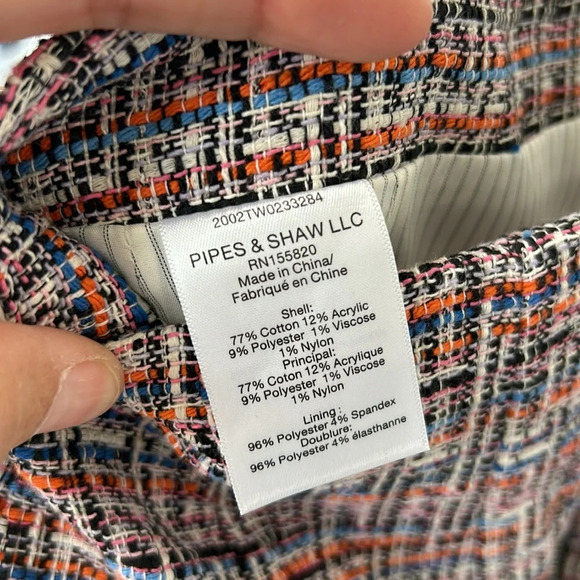 2002TW0233284
PIPES & SHAW LLC
RN155820
Made in China/
Fabriqué en Chine
Shell:
77% Cotton 12% Acrylic
9% Polyester 1% Viscose
1% Nylon
Principal:
77% Coton 12% Acrylique
9% Polyester 1% Viscose
1% Nylon
Lining :
96% Polyester 4% Spandex
Doublure:
96% Polyester 4% élasthanne